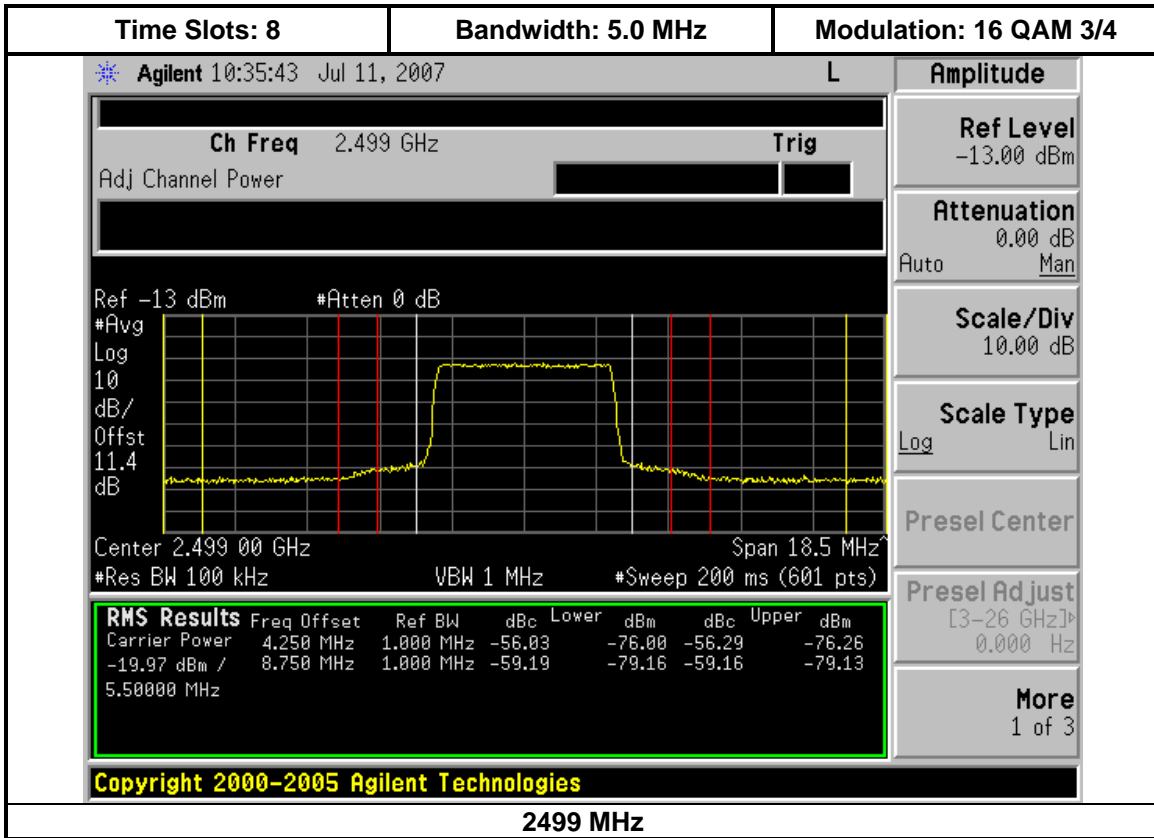 Time Slots: 8 Bandwidth: 5.0 MHz Modulation: 16 QAM 3/4
Agilent 10:35:43 Jul 11, 2007 L
Ch Freq 2.499 GHz Trig
Adj Channel Power
Ref -13 dBm #Atten 0 dB
#Avg
Log
10
dB/
Offst
11.4
dB
Center 2.499 00 GHz Span 18.5 MHz^
#Res BW 100 kHz VBW 1 MHz #Sweep 200 ms (601 pts)
RMS Results Freq Offset Ref BW dBc Lower dBm dBc Upper dBm
Carrier Power 4.250 MHz 1.000 MHz -56.03 -76.00 -56.29 -76.26
-19.97 dBm / 8.750 MHz 1.000 MHz -59.19 -79.16 -59.16 -79.13
5.50000 MHz
Copyright 2000-2005 Agilent Technologies
Amplitude
Ref Level
-13.00 dBm
Attenuation
0.00 dB
Auto Man
Scale/Div
10.00 dB
Scale Type
Log Lin
Presel Center
Presel Adjust
[3-26 GHz]▹
0.000 Hz
More
1 of 3
2499 MHz